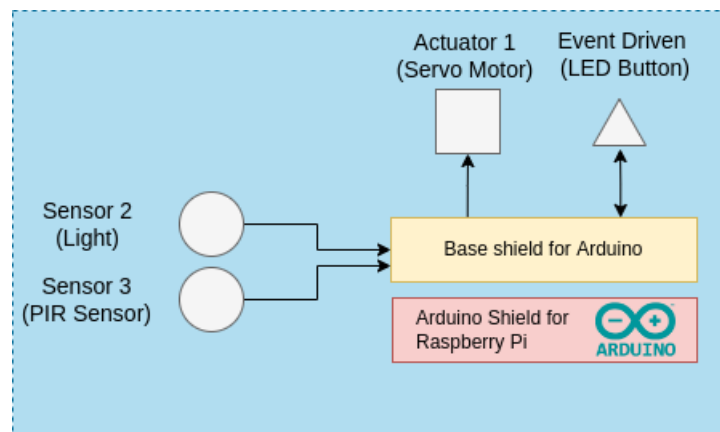 Actuator 1
(Servo Motor)
Event Driven
(LED Button)
Sensor 2
(Light)
Sensor 3
(PIR Sensor)
Base shield for Arduino
Arduino Shield for
Raspberry Pi
ARDUINO